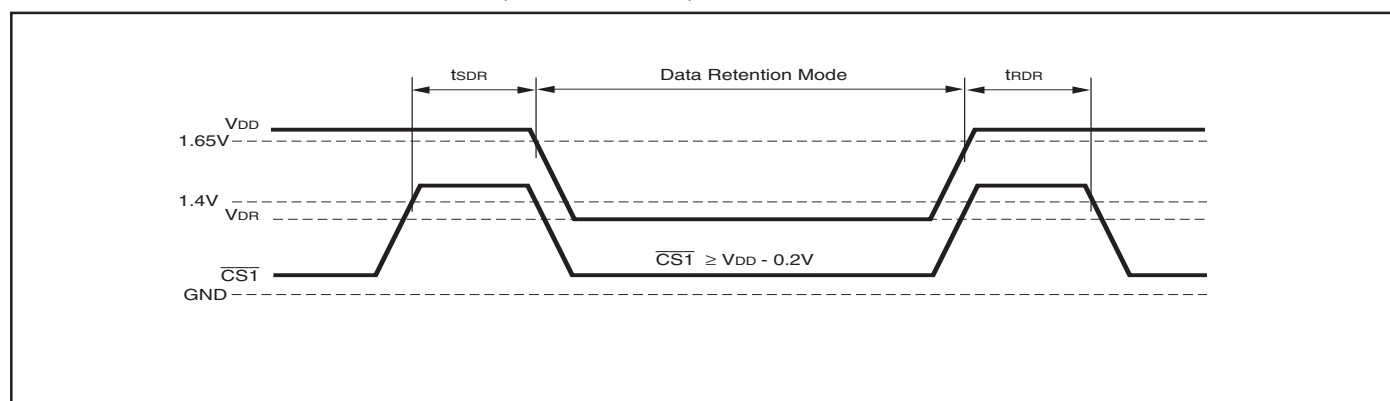 tSDR Data Retention Mode tRDR
VDD
1.65V
1.4V
VDR
CS1 ≥ VDD - 0.2V
CS1
GND